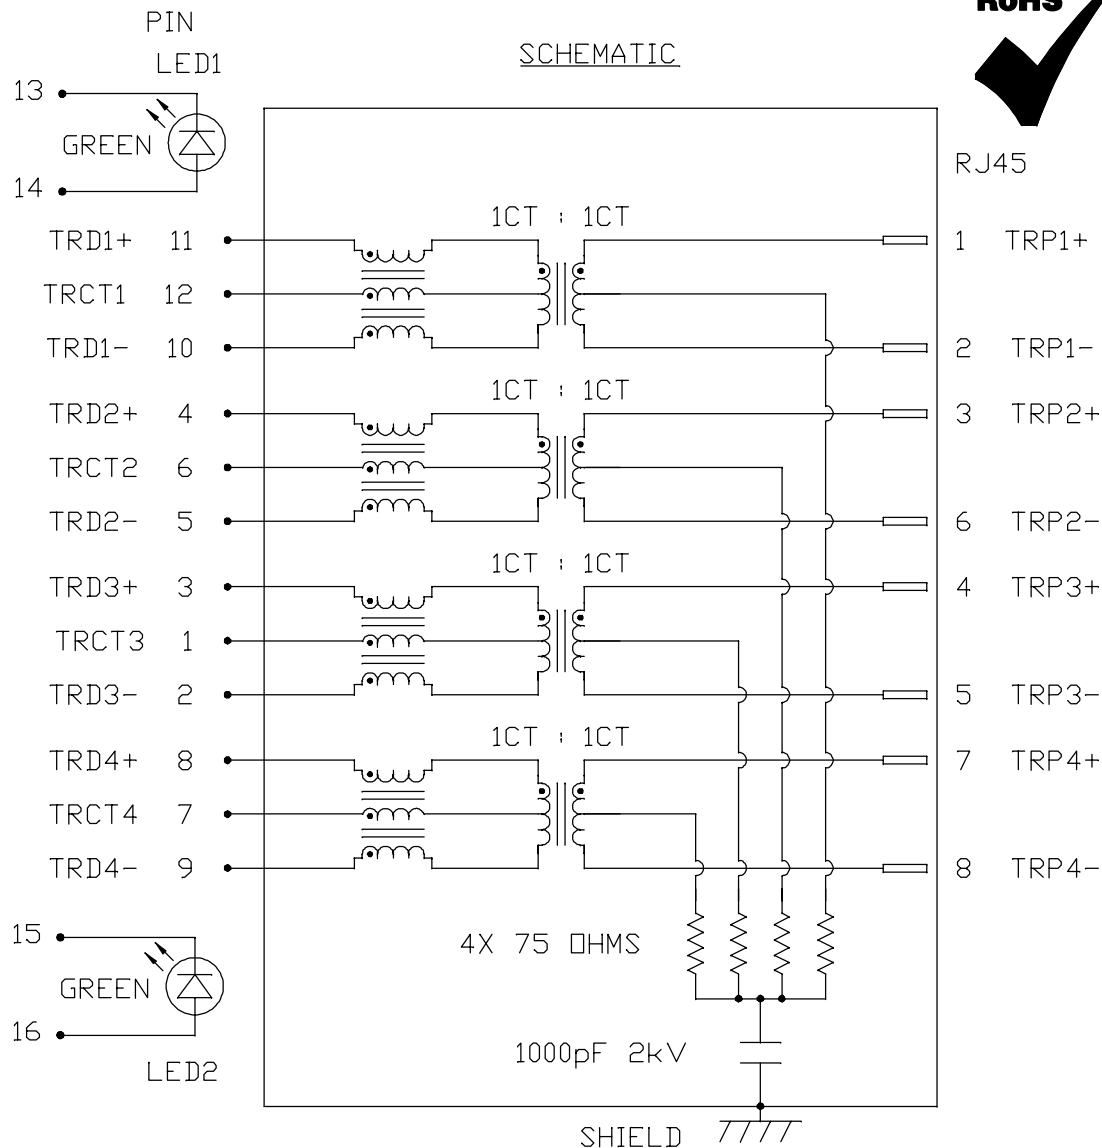 RoHS
PIN
LED1
SCHEMATIC
13
GREEN
14
RJ45
1CT : 1CT
TRD1+ 11
1 TRP1+
TRCT1 12
TRD1- 10
2 TRP1-
1CT : 1CT
TRD2+ 4
3 TRP2+
TRCT2 6
TRD2- 5
6 TRP2-
1CT : 1CT
TRD3+ 3
4 TRP3+
TRCT3 1
TRD3- 2
5 TRP3-
1CT : 1CT
TRD4+ 8
7 TRP4+
TRCT4 7
TRD4- 9
8 TRP4-
15
4X 75 OHMS
GREEN
16
1000pF 2kV
LED2
SHIELD